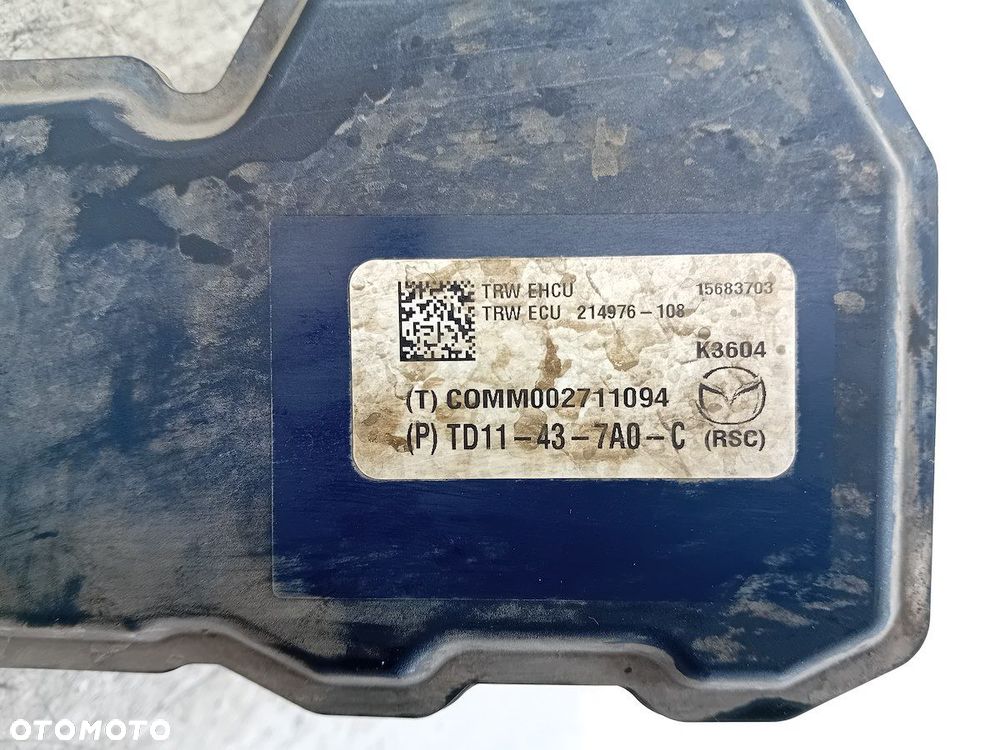 TRW EHCU 15683703
TRW ECU 214976-108
K3604
(T) COMM002711094
(P) TD11-43-7A0-C (RSC)
OTOMOTO